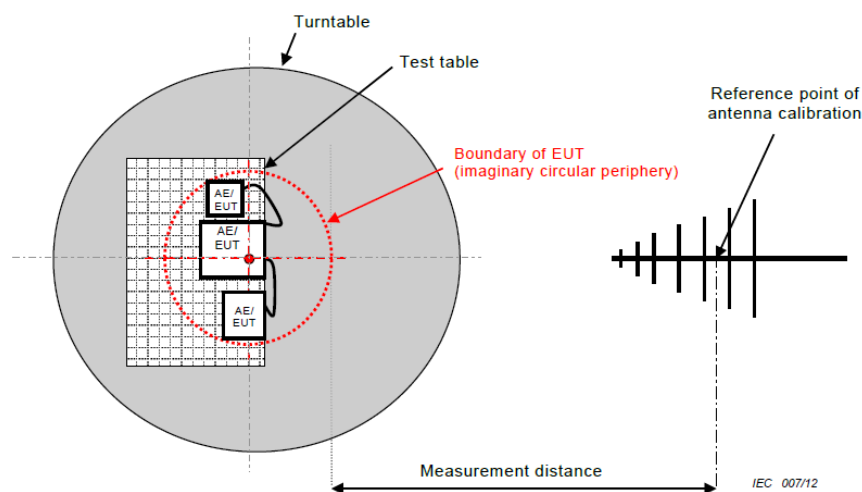 Turntable
Test table
Reference point of
antenna calibration
Boundary of EUT
(imaginary circular periphery)
AE/
EUT
AE/
EUT
AE/
EUT
Measurement distance
IEC 007/12